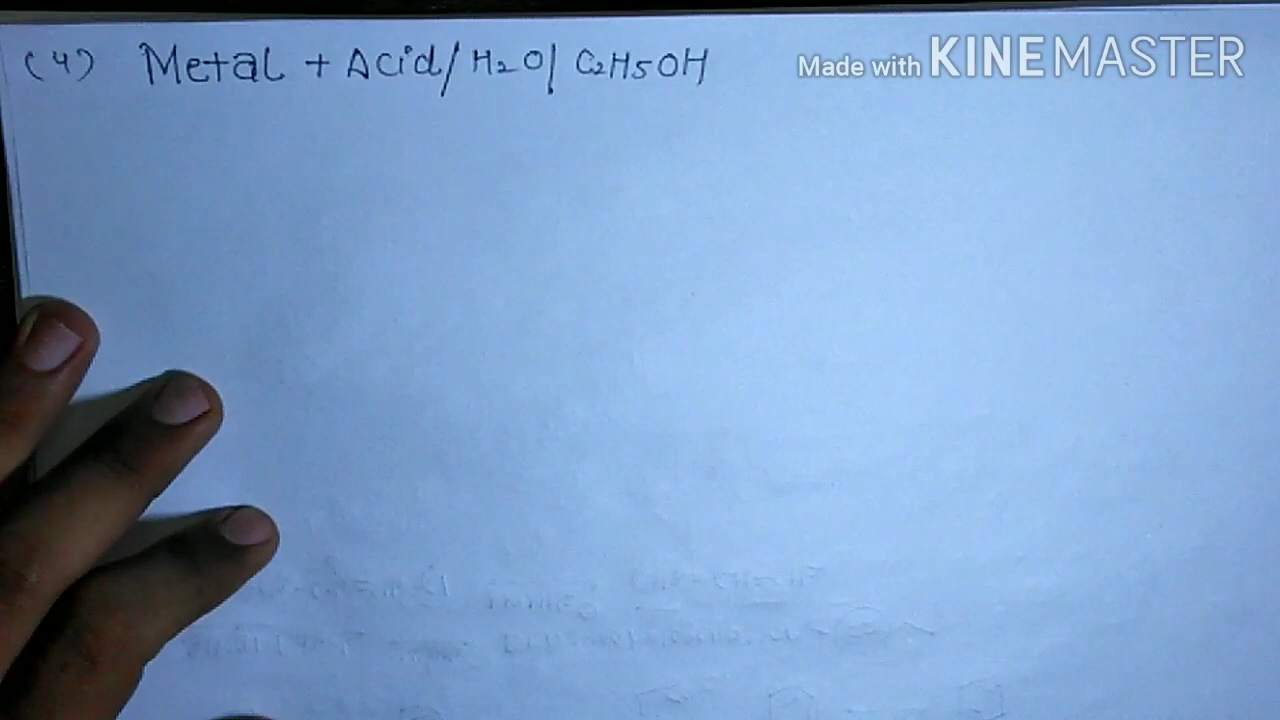 (4) Metal + Acid/H₂O/C₂H₅OH
Made with KINEMASTER